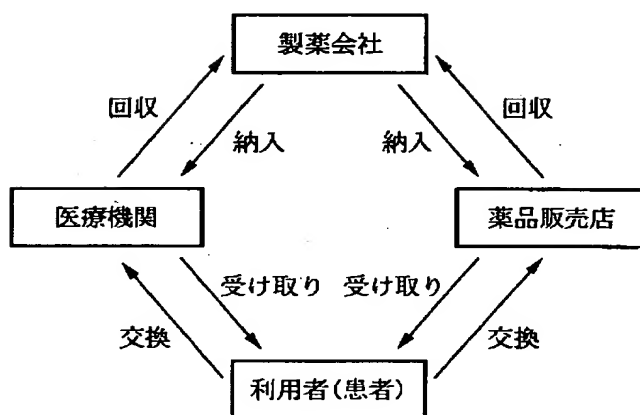 製薬会社
回収
回収
納入
納入
医療機関
薬品販売店
受け取り
受け取り
交換
交換
利用者(患者)